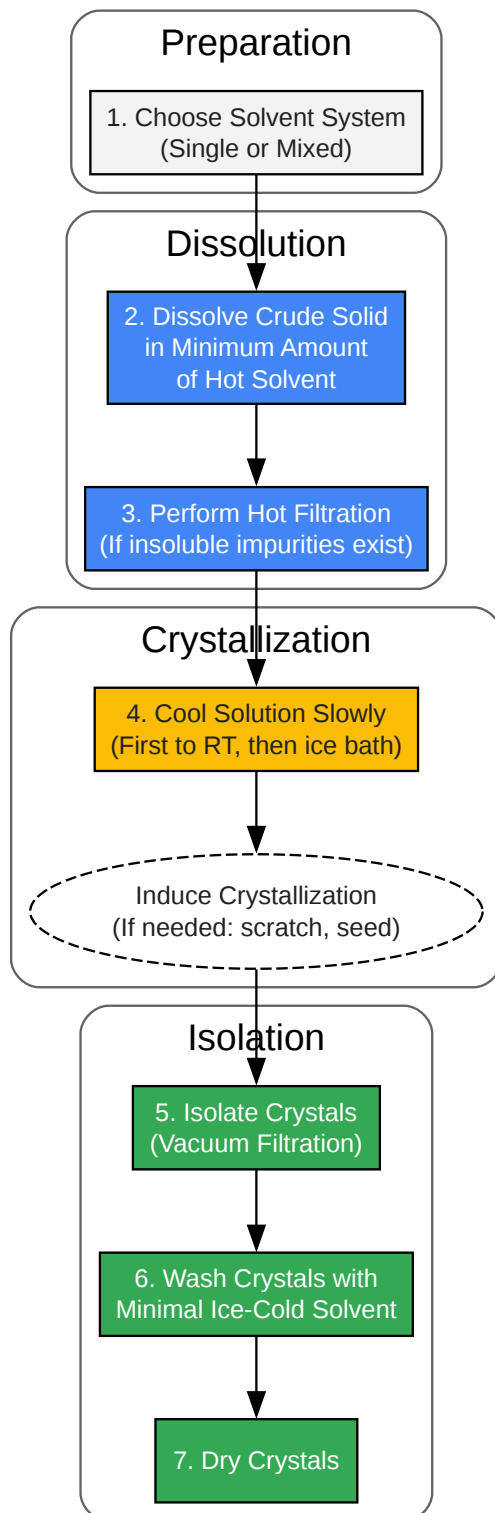 Preparation
1. Choose Solvent System
(Single or Mixed)
Dissolution
2. Dissolve Crude Solid
in Minimum Amount
of Hot Solvent
3. Perform Hot Filtration
(If insoluble impurities exist)
Crystallization
4. Cool Solution Slowly
(First to RT, then ice bath)
Induce Crystallization
(If needed: scratch, seed)
Isolation
5. Isolate Crystals
(Vacuum Filtration)
6. Wash Crystals with
Minimal Ice-Cold Solvent
7. Dry Crystals